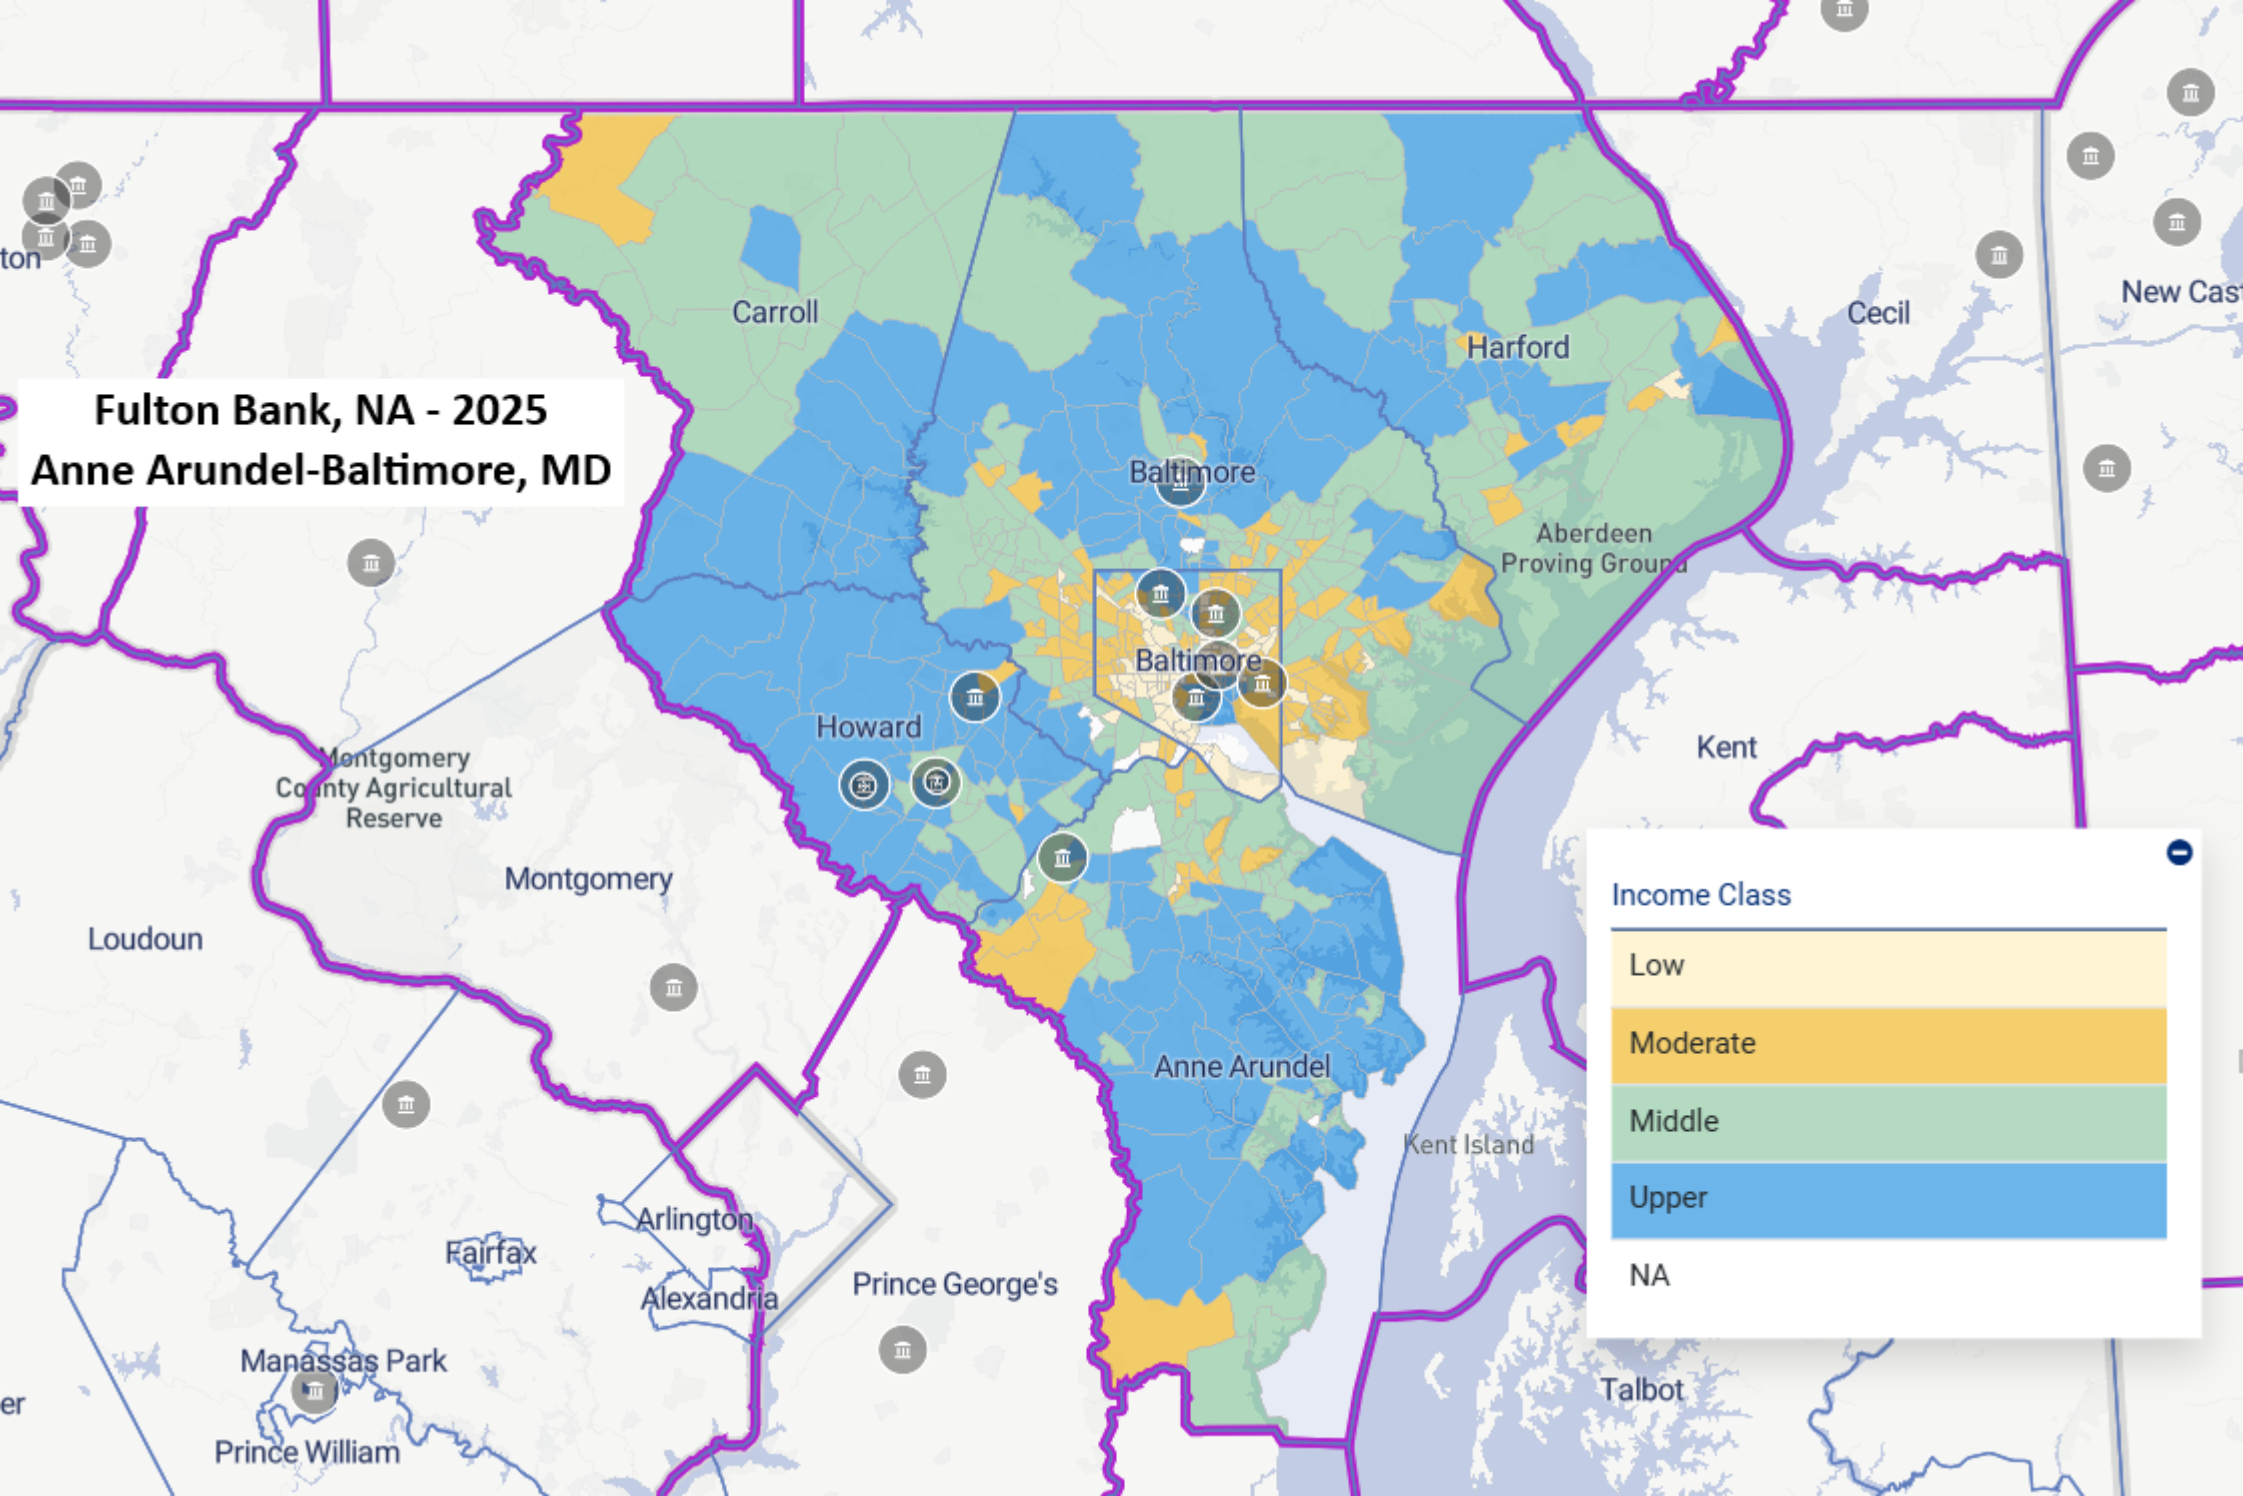 ton
New Cast
Cecil
Carroll
Harford
Fulton Bank, NA - 2025
Anne Arundel-Baltimore, MD
Baltimore
Aberdeen
Proving Ground
Baltimore
Howard
Kent
Montgomery
County Agricultural
Reserve
Montgomery
Loudoun
Income Class
Low
Moderate
Middle
Upper
NA
Anne Arundel
Kent Island
Arlington
Fairfax
Prince George's
Alexandria
Manassas Park
Talbot
er
Prince William